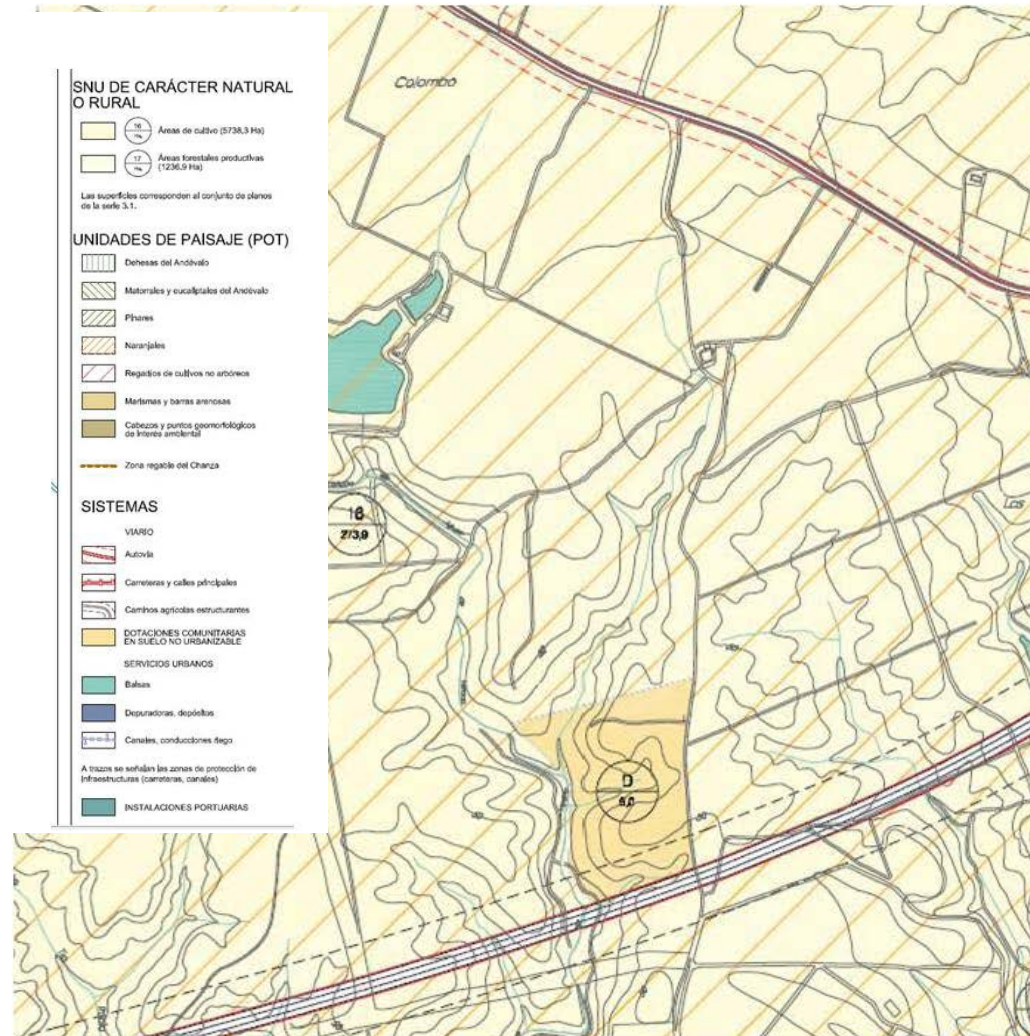 SNU DE CARÁCTER NATURAL
O RURAL
16
Ha.
Áreas de cultivo (5738,3 Ha)
17
Ha.
Áreas forestales productivas
(1236,9 Ha)
Las superficies corresponden al conjunto de planos
de la serie 3.1.
UNIDADES DE PAISAJE (POT)
Dehesas del Andévalo
Matorrales y eucaliptales del Andévalo
Pinares
Naranjales
Regadíos de cultivos no arbóreos
Marismas y barras arenosas
Cabezos y puntos geomorfológicos
de interés ambiental
Zona regable del Chanza
SISTEMAS
VIARIO
Autovía
Carreteras y calles principales
Caminos agrícolas estructurantes
DOTACIONES COMUNITARIAS
EN SUELO NO URBANIZABLE
SERVICIOS URBANOS
Balsas
Depuradoras, depósitos
Canales, conducciones riego
A trazos se señalan las zonas de protección de
infraestructuras (carreteras, canales)
INSTALACIONES PORTUARIAS
Colombo
16
273,9
Las
D